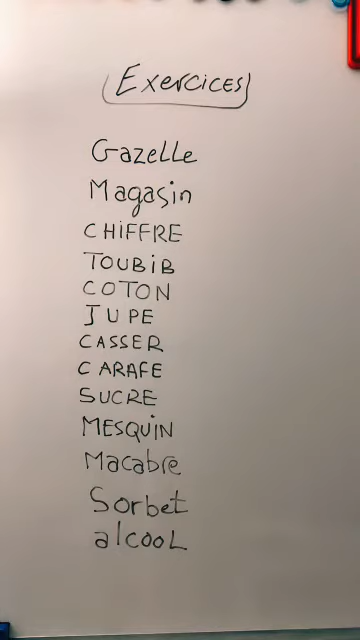 Exercices
Gazelle
Magasin
CHIFFRE
TOUBIB
COTON
JUPE
CASSER
CARAFE
SUCRE
MESQUIN
Macabre
Sorbet
alcooL